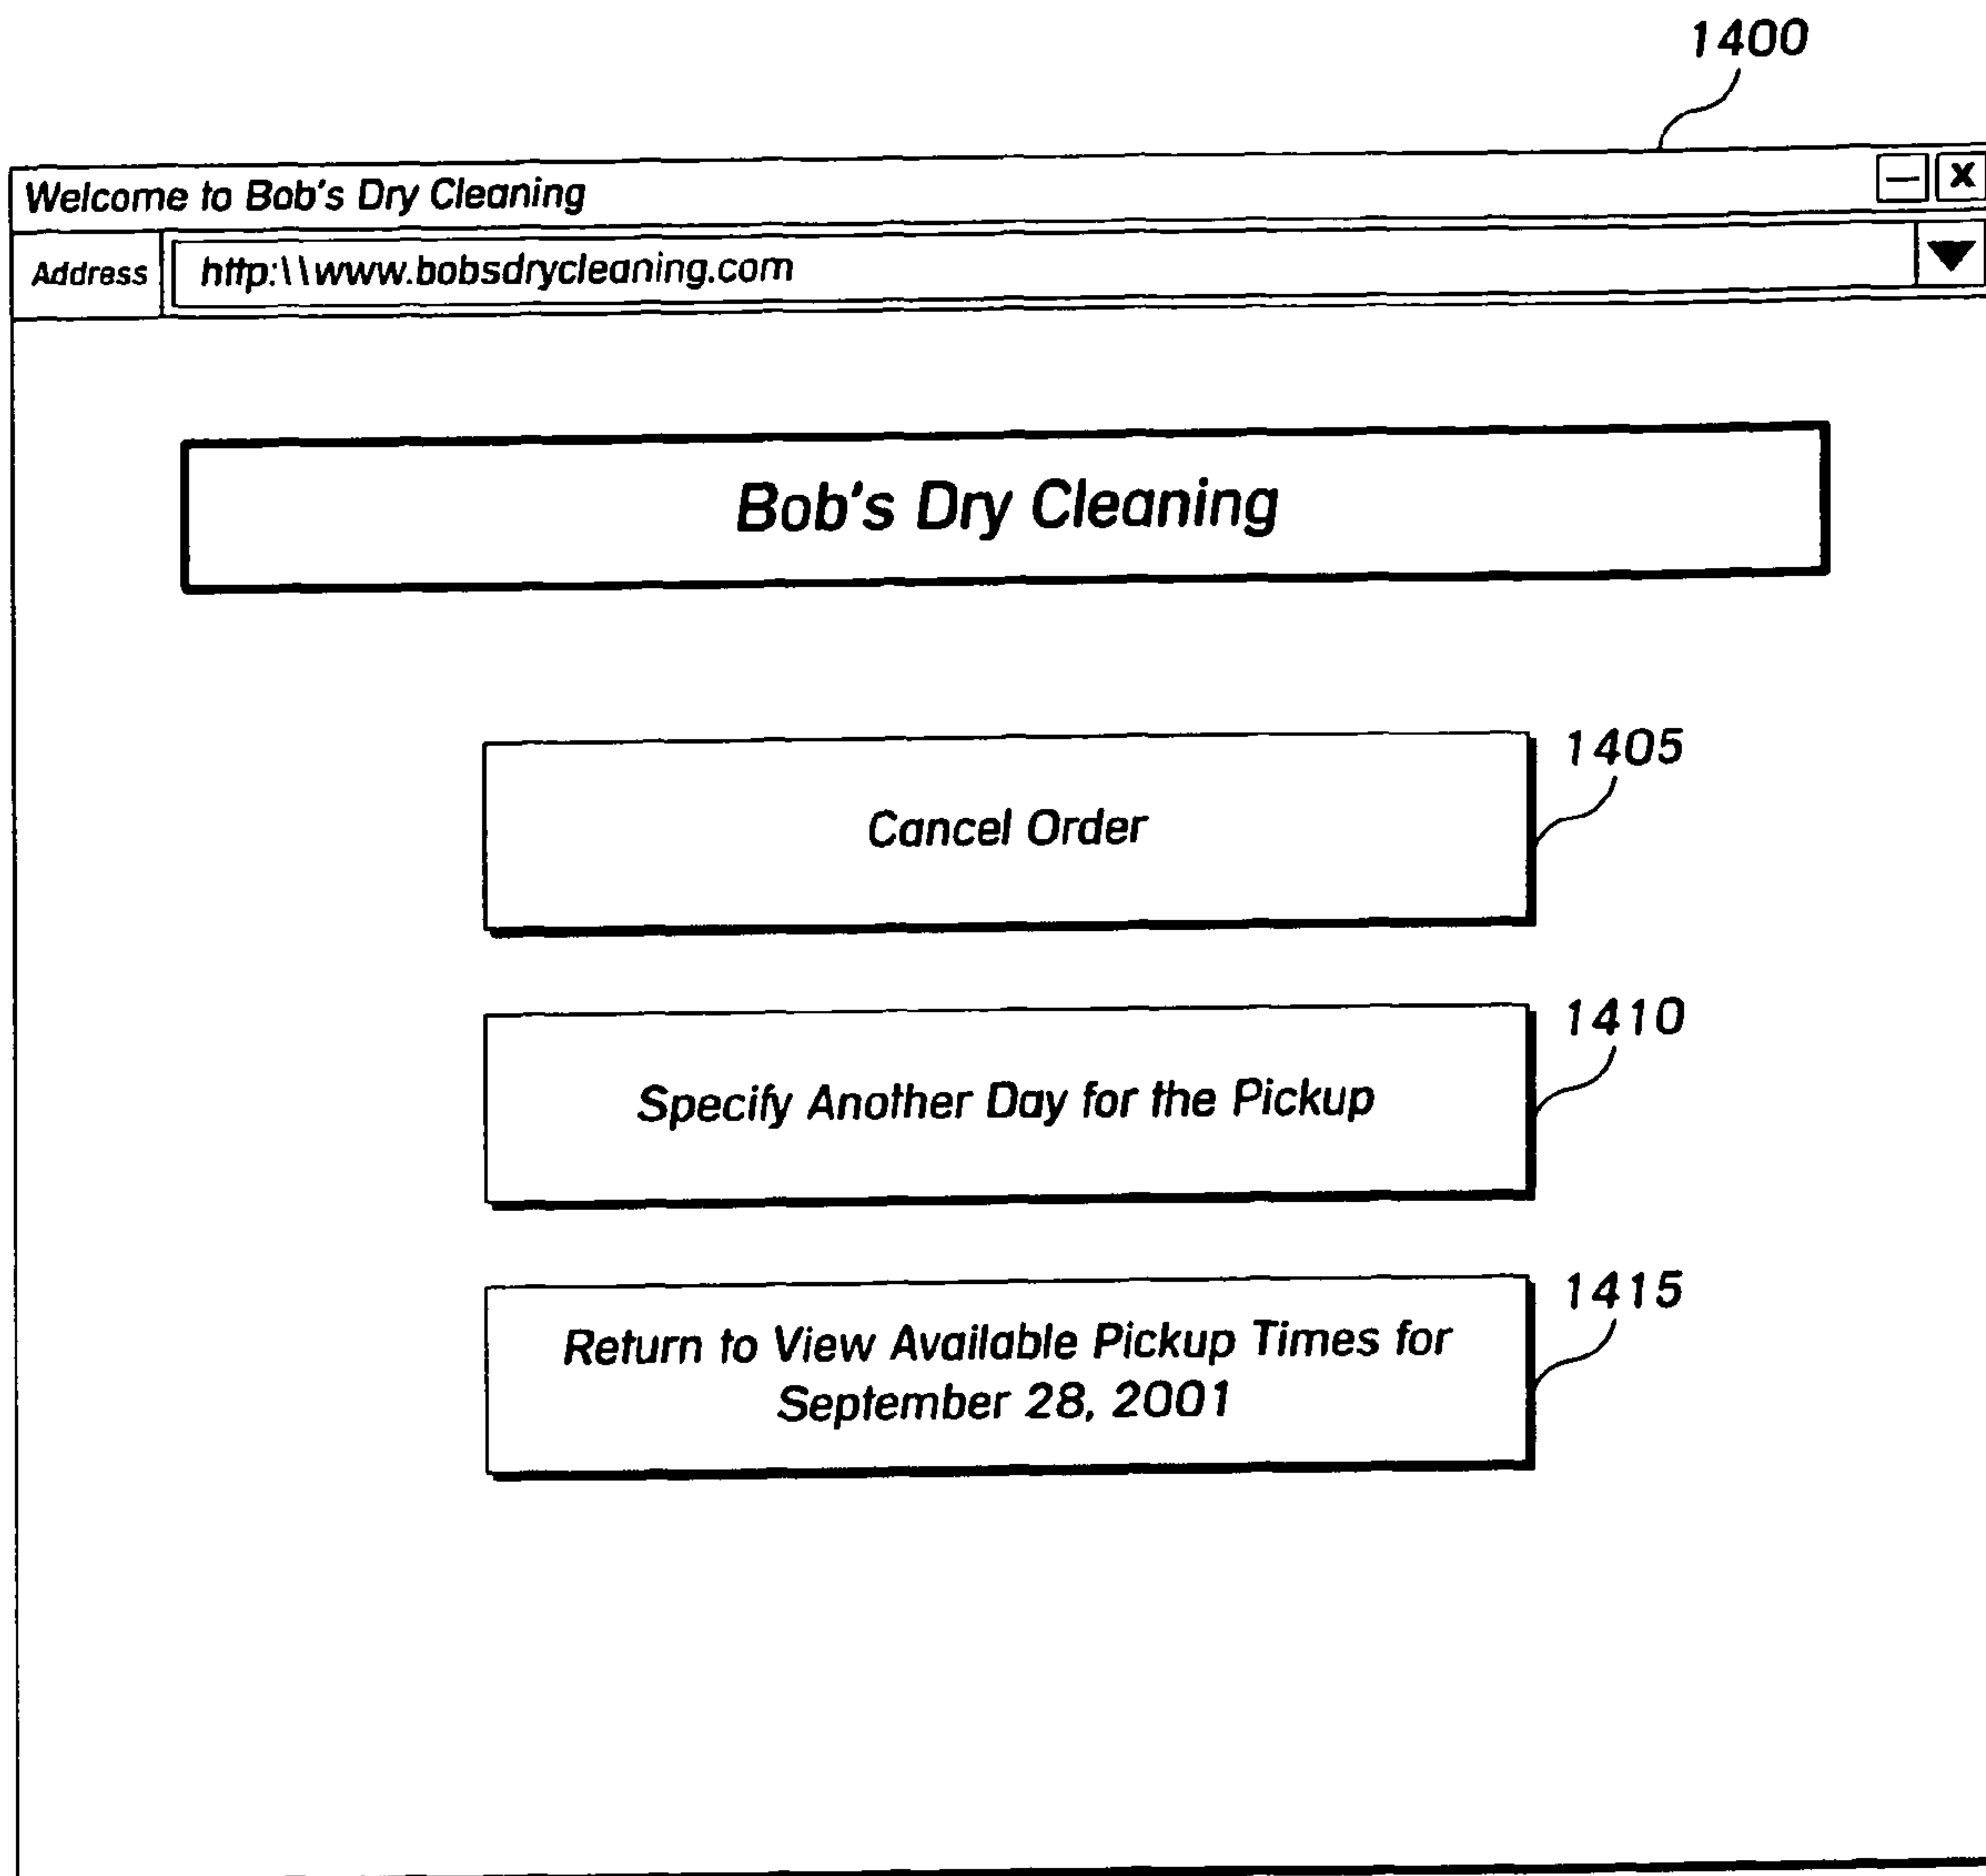 1400
Welcome to Bob's Dry Cleaning
Address http:\\www.bobsdrycleaning.com
Bob's Dry Cleaning
1405
Cancel Order
1410
Specify Another Day for the Pickup
1415
Return to View Available Pickup Times for
September 28, 2001